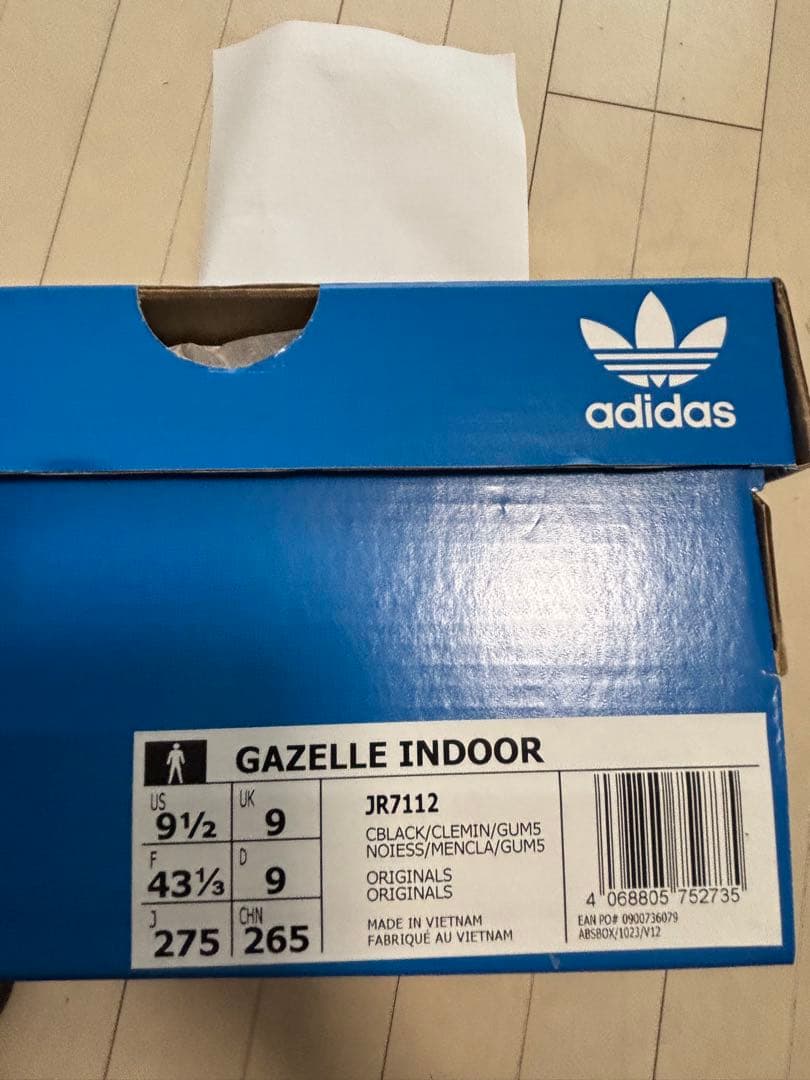 adidas
GAZELLE INDOOR
US
9½
UK
9
F
43⅓
D
9
J
275
CHN
265
JR7112
CBLACK/CLEMIN/GUM5
NOIESS/MENCLA/GUM5
ORIGINALS
ORIGINALS
MADE IN VIETNAM
FABRIQUÉ AU VIETNAM
4 068805 752735
EAN PO# 0900736079
ABSBOX/1023/V12